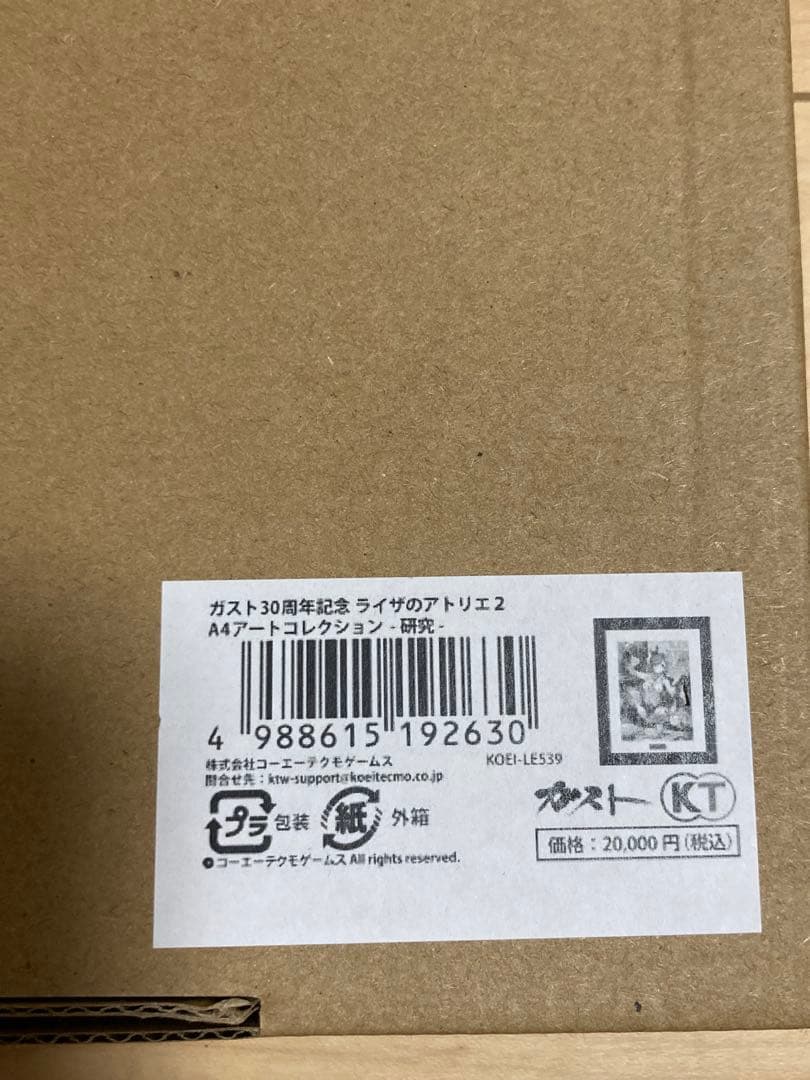 ガスト30周年記念 ライザのアトリエ2
A4アートコレクション - 研究 -
4 988615 192630
株式会社コーエーテクモゲームス
KOEI-LE539
問合せ先：ktw-support@koeitecmo.co.jp
プラ 包装 紙 外箱
ガスト KT
価格：20,000円(税込)
コーエーテクモゲームス All rights reserved.